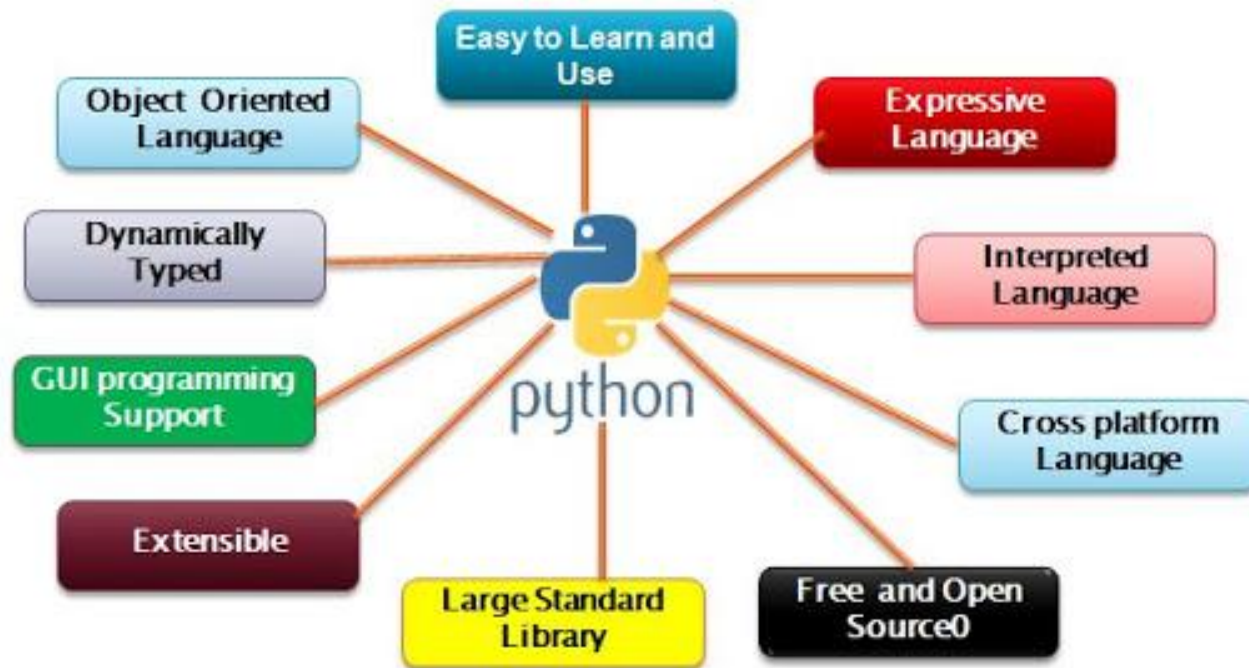 Easy to Learn and
Use
Object Oriented
Language
Expressive
Language
Dynamically
Typed
Interpreted
Language
GUI programming
Support
python
Cross platform
Language
Extensible
Large Standard
Library
Free and Open
Source0